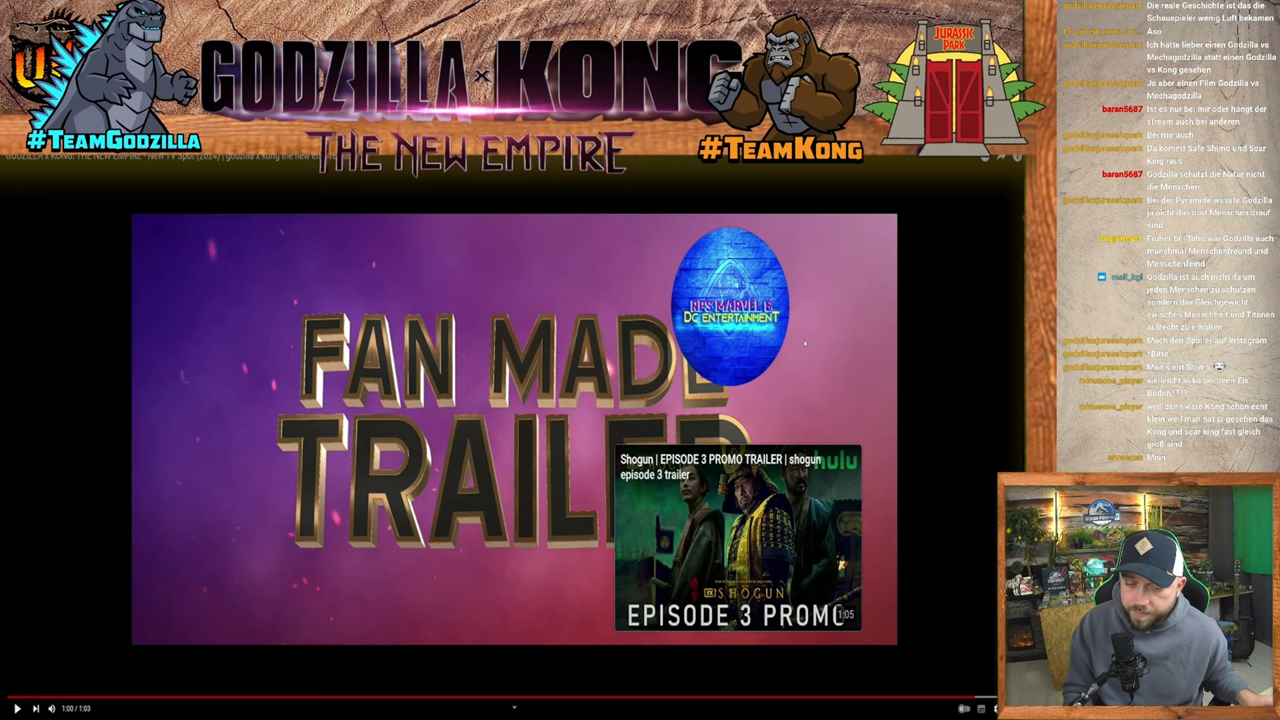 GODZILLA x KONG
THE NEW EMPIRE
#TEAMGODZILLA
#TEAMKONG
JURASSIC
PARK
FAN MADE
TRAILER
RPS MARVEL &
DC ENTERTAINMENT
Shogun | EPISODE 3 PROMO TRAILER | shogun
episode 3 trailer
hulu
SHŌGUN
EPISODE 3 PROMO
1:05
1:00 / 1:03
Die reale Geschichte ist das die
Schauspieler wenig Luft bekamen
Aso
Ich hätte lieber einen Godzilla vs
Mechagodzilla statt einen Godzilla
vs Kong gesehen
Ja aber einen Film Godzilla vs
Mechagodzilla
baran5687 Ist es nur bei mir oder hängt der
stream auch bei anderen
Bei mir auch
Da kommt Safe Shimo und Scar
King raus
baran5687 Godzilla schützt die Natur nicht
die Menschen
Bei der Pyramide wusste Godzilla
ja nicht das dort Menschen drauf
sind
Früher bei Toho war Godzilla auch
manchmal Menschenfreund und
Menschenfeind
Godzilla ist auch nicht da um
jeden Menschen zu schützen
sondern das Gleichgewicht
zwischen Menschheit und Titanen
aufrecht zu erhalten
Mach den Spoiler auf Instagram
*Bitte
Man sieht Shimo
vielleicht suko bei denn Eis
Boden????
weil dann wäre Kong schon echt
klein weil man hat ja gesehen das
Kong und scar king fast gleich
groß sind
Moin